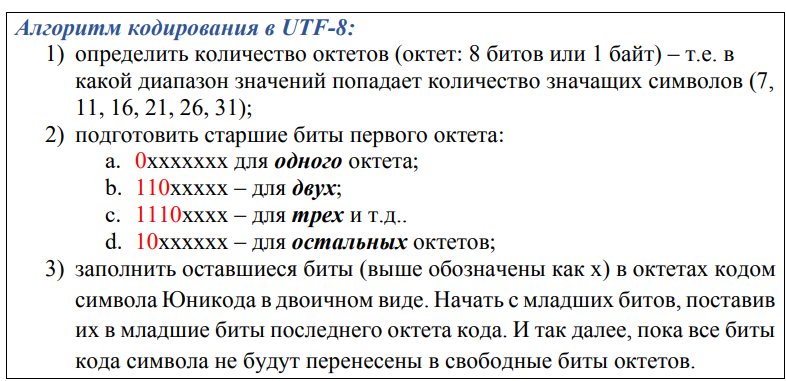 Алгоритм кодирования в UTF-8:
1) определить количество октетов (октет: 8 битов или 1 байт) – т.е. в
какой диапазон значений попадает количество значащих символов (7,
11, 16, 21, 26, 31);
2) подготовить старшие биты первого октета:
a. 0xxxxxxx для одного октета;
b. 110xxxxx – для двух;
c. 1110xxxx – для трех и т.д..
d. 10xxxxxx – для остальных октетов;
3) заполнить оставшиеся биты (выше обозначены как x) в октетах кодом
символа Юникода в двоичном виде. Начать с младших битов, поставив
их в младшие биты последнего октета кода. И так далее, пока все биты
кода символа не будут перенесены в свободные биты октетов.